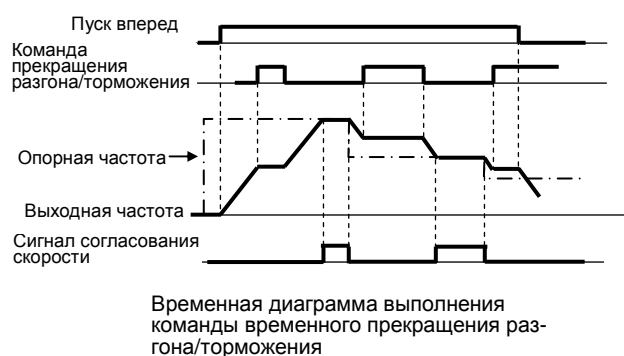 Пуск вперед
Команда
прекращения
разгона/торможения
Опорная частота
Выходная частота
Сигнал согласования
скорости
Временная диаграмма выполнения
команды временного прекращения раз-
гона/торможения